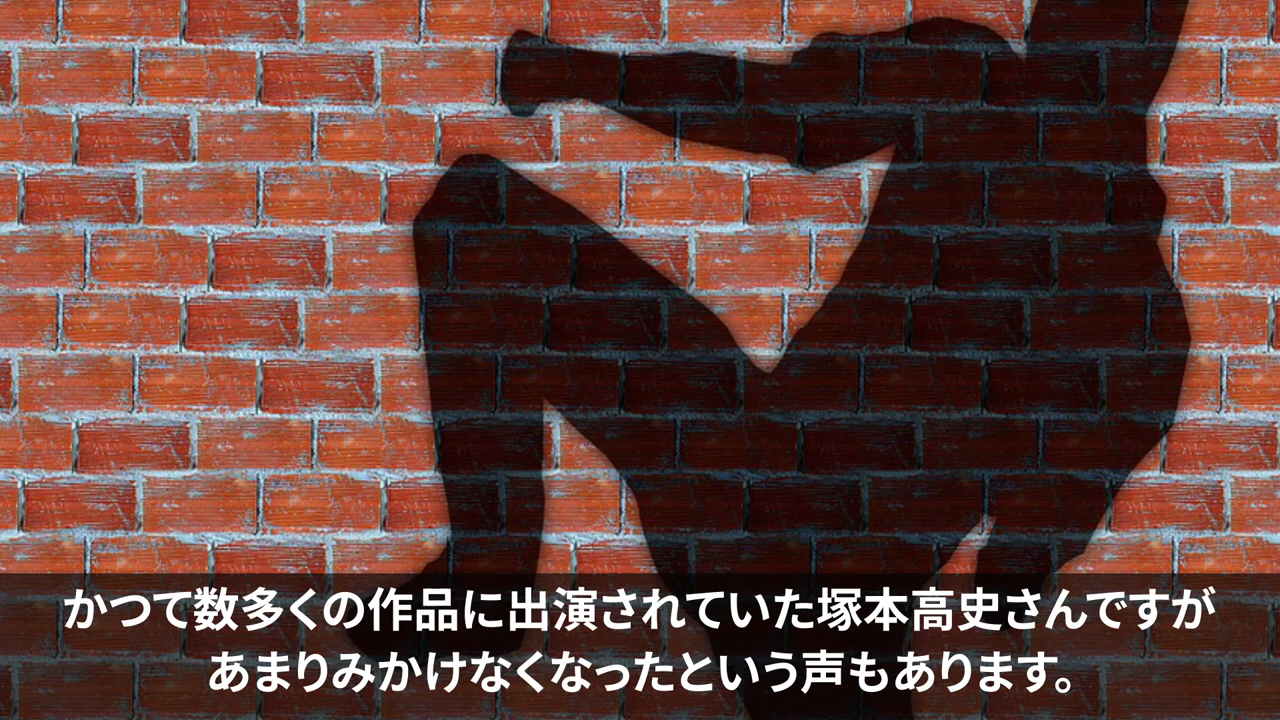 かつて数多くの作品に出演されていた塚本高史さんですが
あまりみかけなくなったという声もあります。